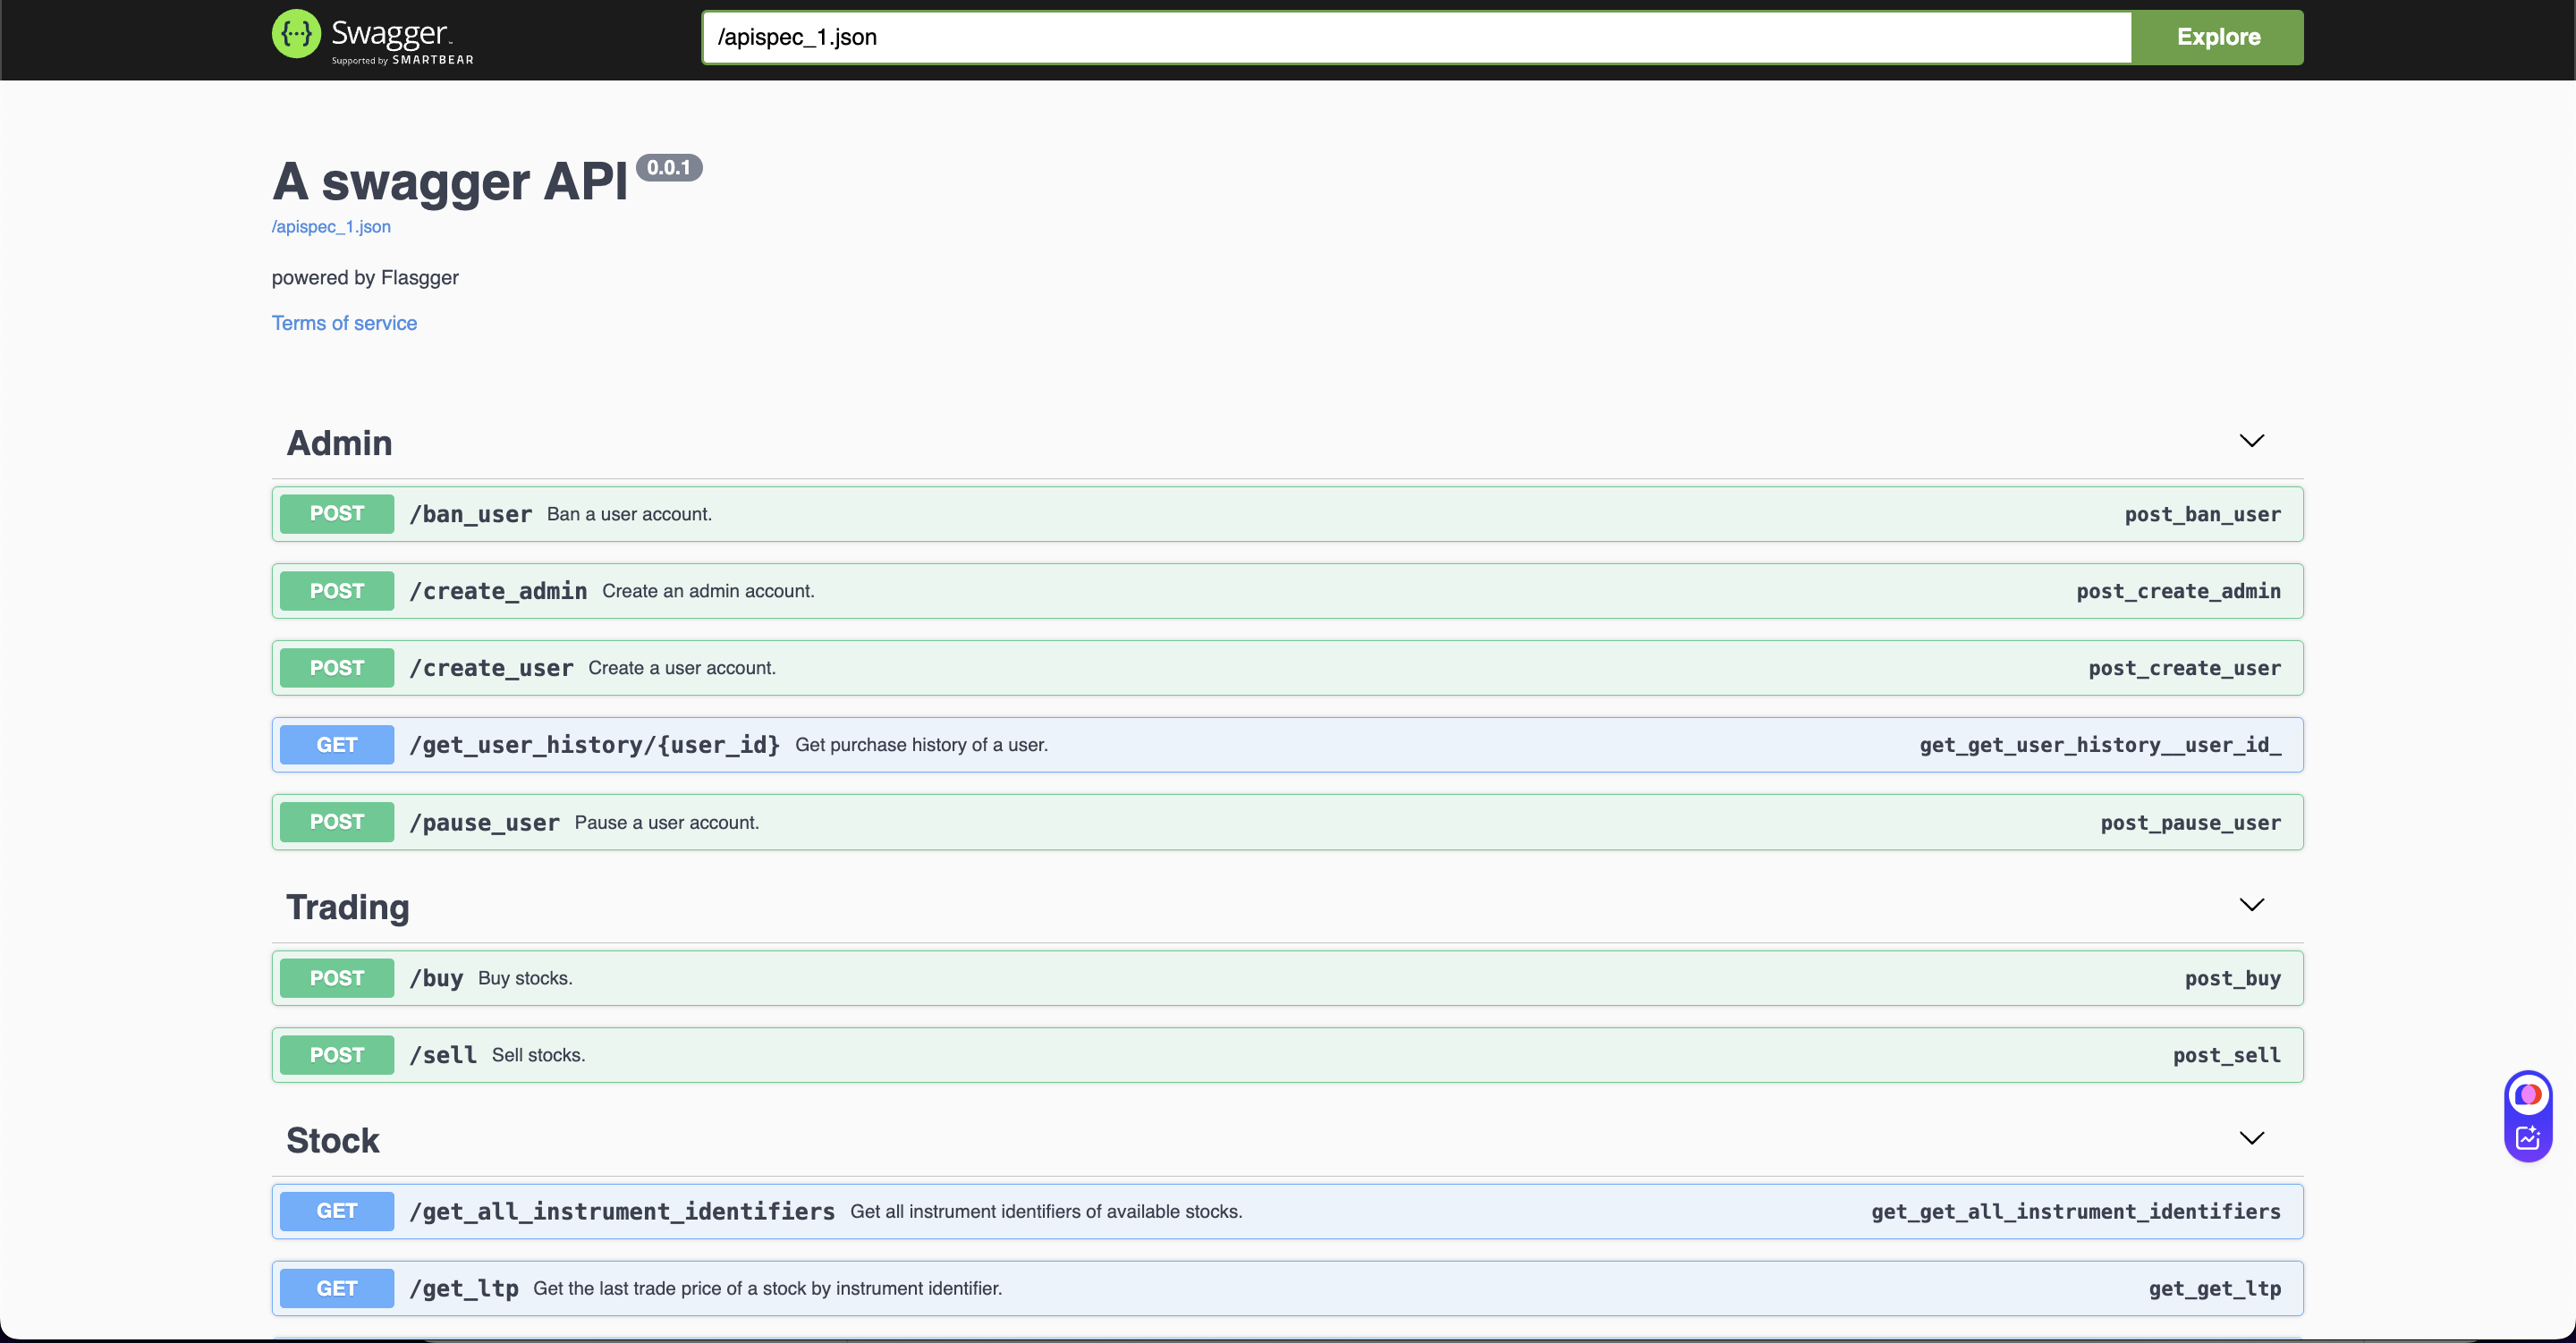 {···} Swagger™
Supported by SMARTBEAR
/apispec_1.json
Explore
A swagger API 0.0.1
/apispec_1.json
powered by Flasgger
Terms of service
Admin
POST /ban_user Ban a user account. post_ban_user
POST /create_admin Create an admin account. post_create_admin
POST /create_user Create a user account. post_create_user
GET /get_user_history/{user_id} Get purchase history of a user. get_get_user_history__user_id_
POST /pause_user Pause a user account. post_pause_user
Trading
POST /buy Buy stocks. post_buy
POST /sell Sell stocks. post_sell
Stock
GET /get_all_instrument_identifiers Get all instrument identifiers of available stocks. get_get_all_instrument_identifiers
GET /get_ltp Get the last trade price of a stock by instrument identifier. get_get_ltp